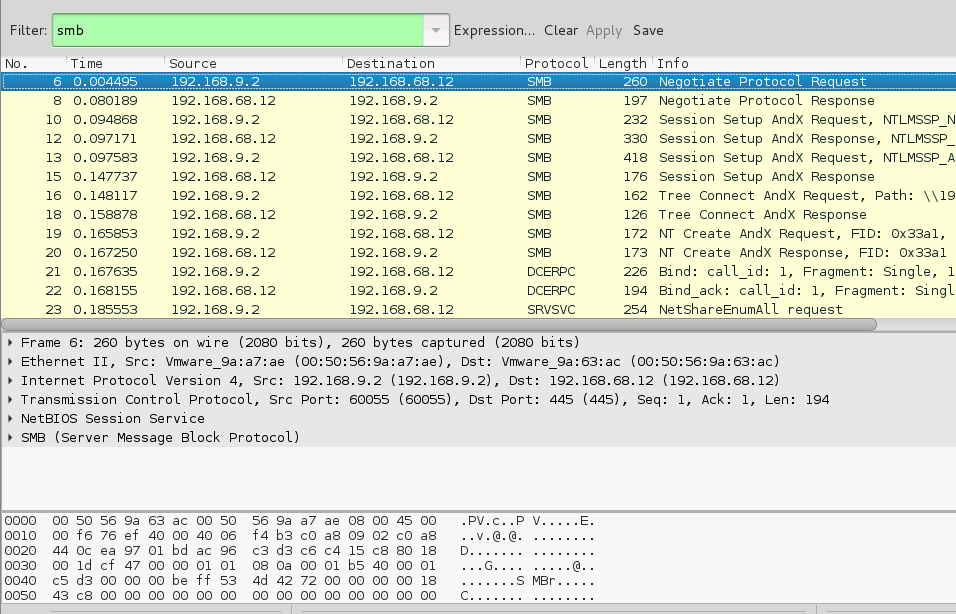 Filter: smb Expression... Clear Apply Save
No. Time Source Destination Protocol Length Info
6 0.004495 192.168.9.2 192.168.68.12 SMB 260 Negotiate Protocol Request
8 0.080189 192.168.68.12 192.168.9.2 SMB 197 Negotiate Protocol Response
10 0.094868 192.168.9.2 192.168.68.12 SMB 232 Session Setup AndX Request, NTLMSSP_N
12 0.097171 192.168.68.12 192.168.9.2 SMB 330 Session Setup AndX Response, NTLMSSP_
13 0.097583 192.168.9.2 192.168.68.12 SMB 418 Session Setup AndX Request, NTLMSSP_A
15 0.147737 192.168.68.12 192.168.9.2 SMB 176 Session Setup AndX Response
16 0.148117 192.168.9.2 192.168.68.12 SMB 162 Tree Connect AndX Request, Path: \\19
18 0.158878 192.168.68.12 192.168.9.2 SMB 126 Tree Connect AndX Response
19 0.165853 192.168.9.2 192.168.68.12 SMB 172 NT Create AndX Request, FID: 0x33a1,
20 0.167250 192.168.68.12 192.168.9.2 SMB 173 NT Create AndX Response, FID: 0x33a1
21 0.167635 192.168.9.2 192.168.68.12 DCERPC 226 Bind: call_id: 1, Fragment: Single, 1
22 0.168155 192.168.68.12 192.168.9.2 DCERPC 194 Bind_ack: call_id: 1, Fragment: Singl
23 0.185553 192.168.9.2 192.168.68.12 SRVSVC 254 NetShareEnumAll request
Frame 6: 260 bytes on wire (2080 bits), 260 bytes captured (2080 bits)
Ethernet II, Src: Vmware_9a:a7:ae (00:50:56:9a:a7:ae), Dst: Vmware_9a:63:ac (00:50:56:9a:63:ac)
Internet Protocol Version 4, Src: 192.168.9.2 (192.168.9.2), Dst: 192.168.68.12 (192.168.68.12)
Transmission Control Protocol, Src Port: 60055 (60055), Dst Port: 445 (445), Seq: 1, Ack: 1, Len: 194
NetBIOS Session Service
SMB (Server Message Block Protocol)
0000 00 50 56 9a 63 ac 00 50 56 9a a7 ae 08 00 45 00 .PV.c..P V.....E.
0010 00 f6 76 ef 40 00 40 06 f4 b3 c0 a8 09 02 c0 a8 ..v.@.@. ........
0020 44 0c ea 97 01 bd ac 96 c3 d3 c6 c4 15 c8 80 18 D....... ........
0030 00 1d cf 47 00 00 01 01 08 0a 00 01 b5 40 00 01 ...G.... .....@..
0040 c5 d3 00 00 00 be ff 53 4d 42 72 00 00 00 00 18 .......S MBr.....
0050 43 c8 00 00 00 00 00 00 00 00 00 00 00 00 00 00 C....... ........